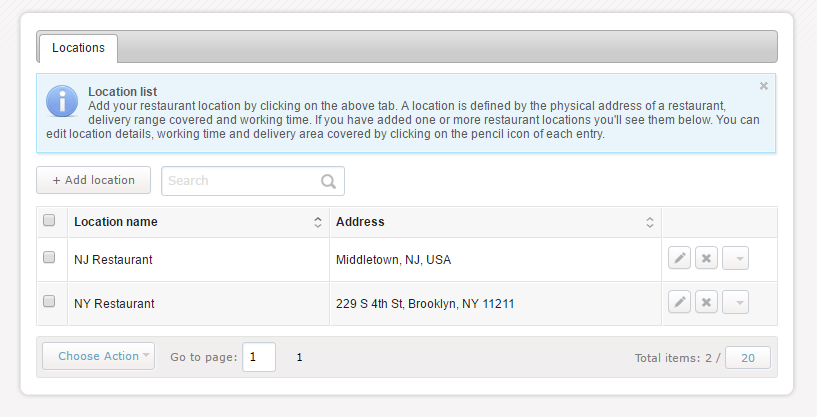 Locations
Location list
Add your restaurant location by clicking on the above tab. A location is defined by the physical address of a restaurant,
delivery range covered and working time. If you have added one or more restaurant locations you'll see them below. You can
edit location details, working time and delivery area covered by clicking on the pencil icon of each entry.
+ Add location Search
Location name Address
NJ Restaurant Middletown, NJ, USA
NY Restaurant 229 S 4th St, Brooklyn, NY 11211
Choose Action Go to page: 1 1 Total items: 2 / 20